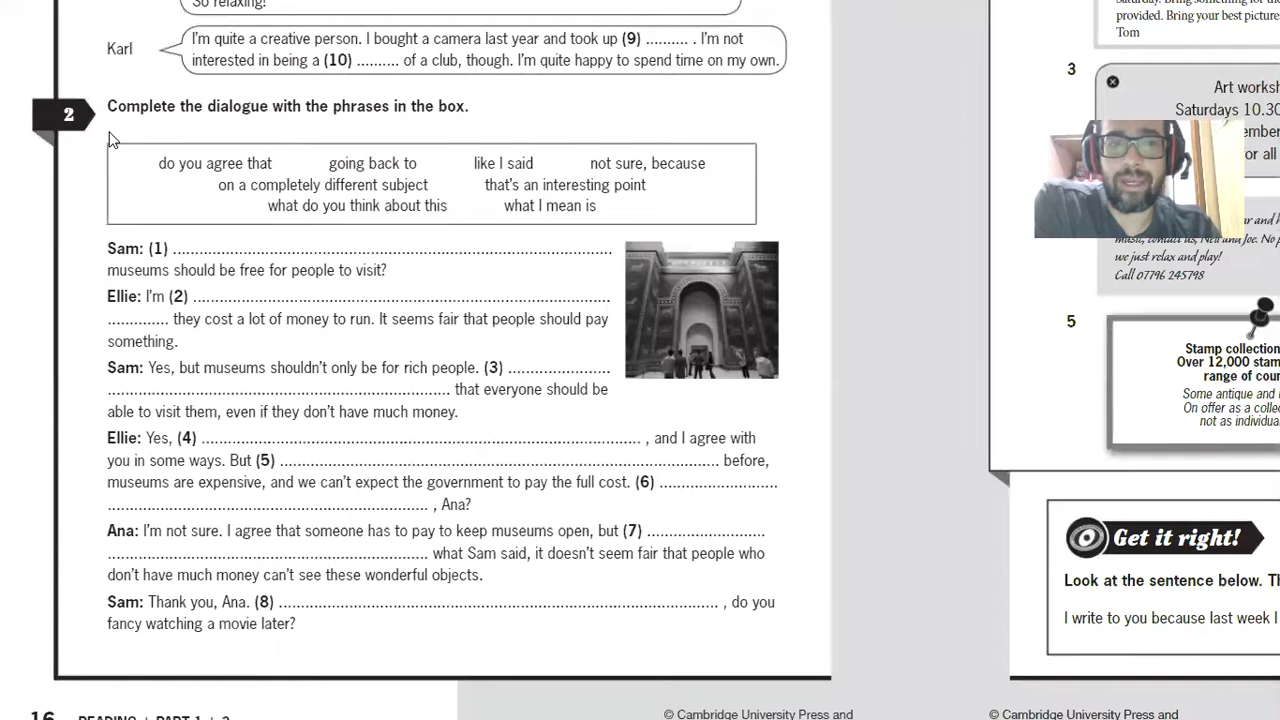 So relaxing!
Karl
I'm quite a creative person. I bought a camera last year and took up (9) .......... . I'm not
interested in being a (10) .......... of a club, though. I'm quite happy to spend time on my own.
2
Complete the dialogue with the phrases in the box.
do you agree that going back to like I said not sure, because
on a completely different subject that's an interesting point
what do you think about this what I mean is
Sam: (1) ....................................................................................................
museums should be free for people to visit?
Ellie: I'm (2) ...............................................................................................
.............. they cost a lot of money to run. It seems fair that people should pay
something.
Sam: Yes, but museums shouldn't only be for rich people. (3) .......................
.............................................................................. that everyone should be
able to visit them, even if they don't have much money.
Ellie: Yes, (4) .................................................................................................... , and I agree with
you in some ways. But (5) .................................................................................................... before,
museums are expensive, and we can't expect the government to pay the full cost. (6) ...........................
......................................................................... , Ana?
Ana: I'm not sure. I agree that someone has to pay to keep museums open, but (7) ...........................
......................................................................... what Sam said, it doesn't seem fair that people who
don't have much money can't see these wonderful objects.
Sam: Thank you, Ana. (8) .................................................................................................... , do you
fancy watching a movie later?
16 READING
© Cambridge University Press and
provided. Bring your best picture
Tom
3
Art worksh
Saturdays 10.30
ember
or all
music, contact us, Neil and Joe. No p
we just relax and play!
Call 07796 245798
5
Stamp collection
Over 12,000 stam
range of coun
Some antique and
On offer as a colle
not as individua
Get it right!
Look at the sentence below. Th
I write to you because last week I
© Cambridge University Press and